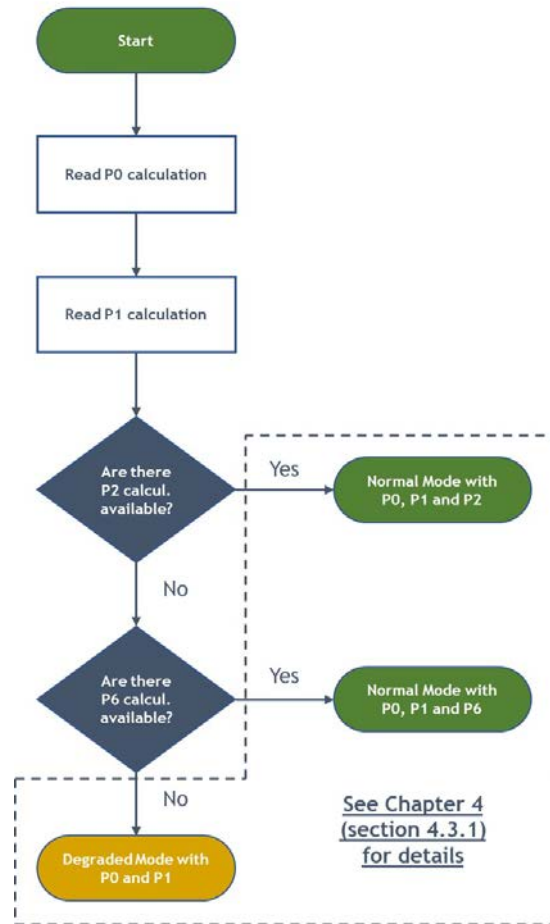 Start
Read P0 calculation
Read P1 calculation
Are there
P2 calcul.
available?
Yes
Normal Mode with
P0, P1 and P2
No
Are there
P6 calcul.
available?
Yes
Normal Mode with
P0, P1 and P6
No
Degraded Mode with
P0 and P1
See Chapter 4
(section 4.3.1)
for details